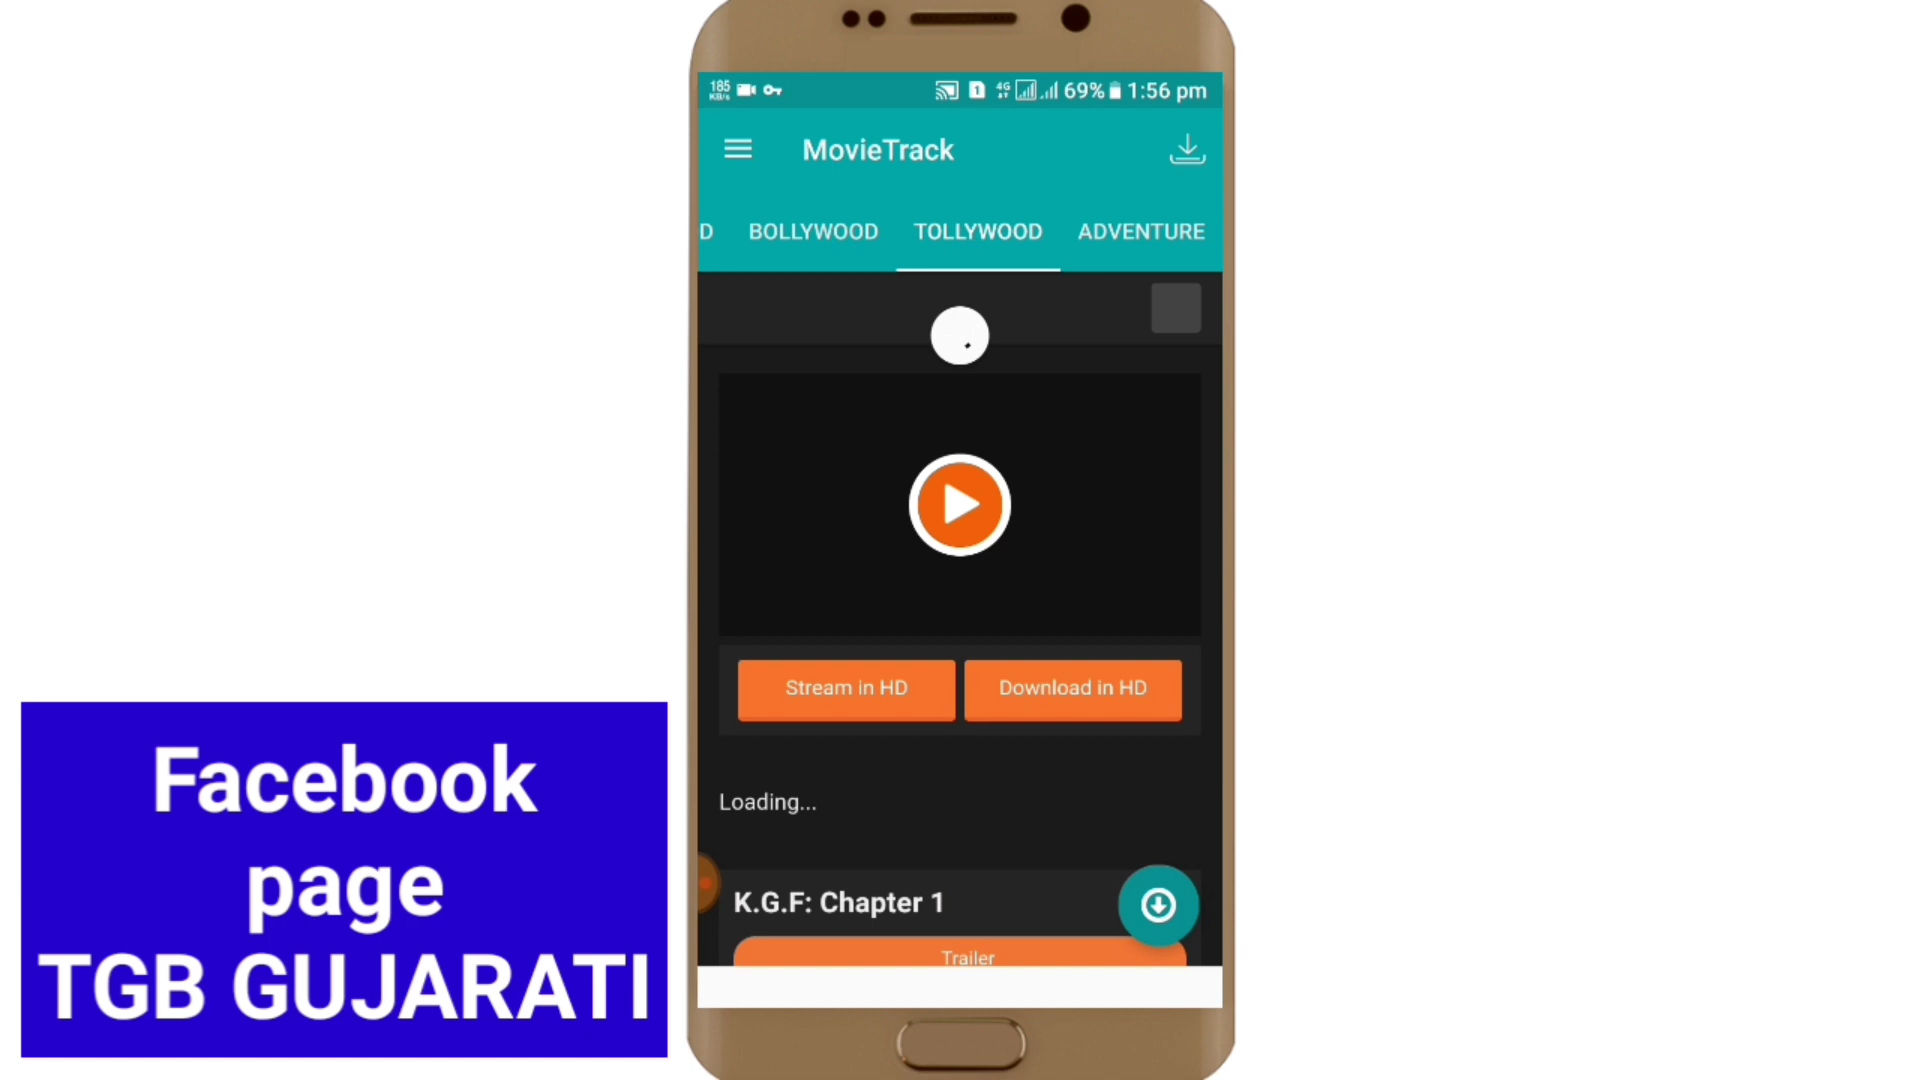 185
KB/s
1 4G 69% 1:56 pm
MovieTrack
D BOLLYWOOD TOLLYWOOD ADVENTURE
Stream in HD Download in HD
Loading...
K.G.F: Chapter 1
Trailer
Facebook
page
TGB GUJARATI